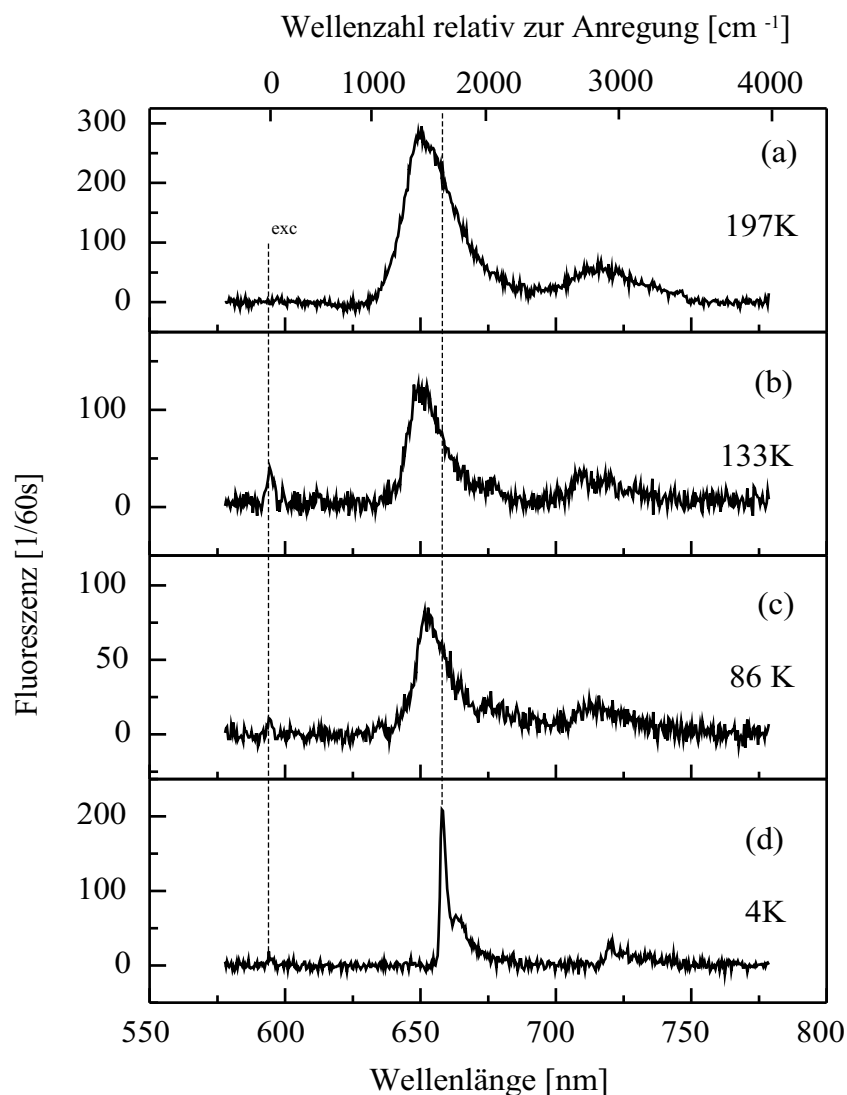 Wellenzahl relativ zur Anregung [cm -1]
0 1000 2000 3000 4000
300
200
100
0
exc
(a)
197K
100
0
(b)
133K
100
50
0
(c)
86 K
200
100
0
(d)
4K
Fluoreszenz [1/60s]
550 600 650 700 750 800
Wellenlänge [nm]